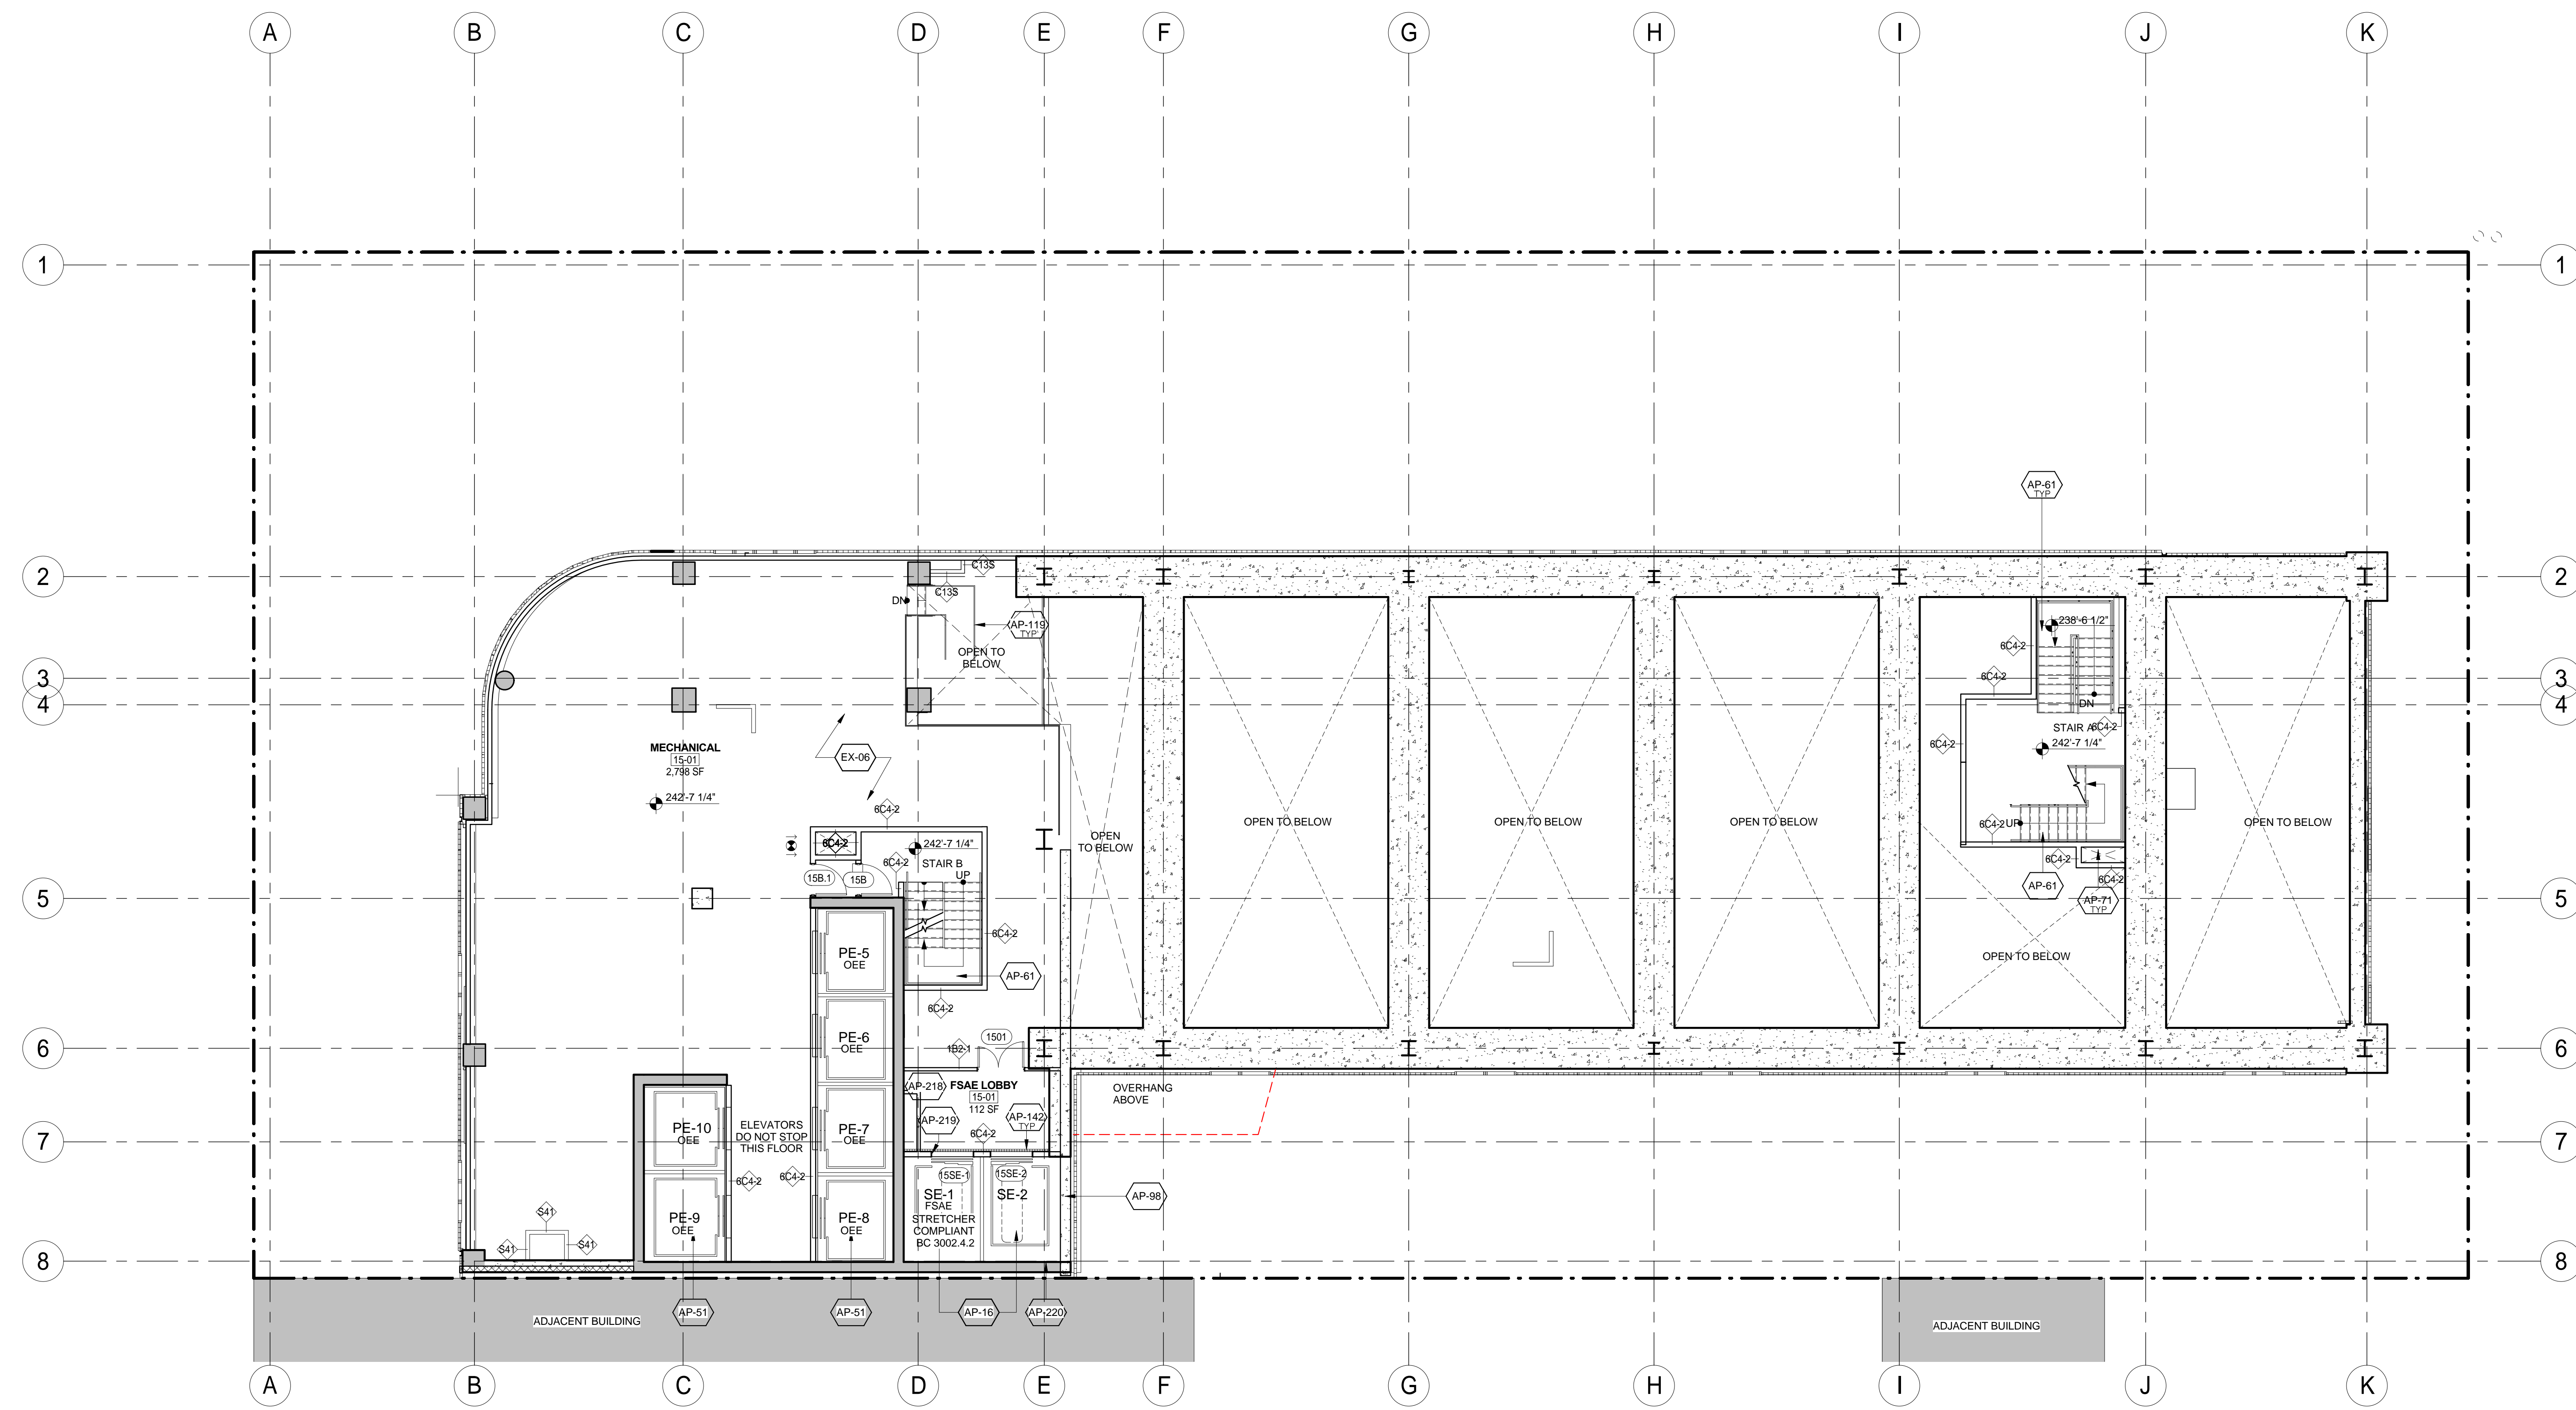 A B C D E F G H I J K
1 1
AP-61
TYP
C13S
2 2
C13S
DN
238'-6 1/2"
AP-119
TYP
6C4-2
OPEN TO
BELOW
6C4-2
3 3
4 4
DN
STAIR A
6C4-2
MECHANICAL
15-01
2,798 SF
EX-06
6C4-2
242'-7 1/4"
242'-7 1/4"
6C4-2
OPEN
TO BELOW
OPEN TO BELOW
OPEN TO BELOW
OPEN TO BELOW
6C4-2
UP
OPEN TO BELOW
6C4-2
242'-7 1/4"
STAIR B
6C4-2
UP
15B.1
15B
6C4-2
6C4-2
AP-61
AP-71
TYP
5 5
6C4-2
PE-5
OEE
AP-61
OPEN TO BELOW
6C4-2
PE-6
OEE
1501
1B2-1
6 6
AP-218
FSAE LOBBY
15-01
112 SF
OVERHANG
ABOVE
AP-219
AP-142
TYP
PE-10
OEE
ELEVATORS
DO NOT STOP
THIS FLOOR
PE-7
OEE
6C4-2
7 7
6C4-2
6C4-2
15SE-1
15SE-2
SE-1
FSAE
STRETCHER
COMPLIANT
BC 3002.4.2
SE-2
AP-98
PE-9
OEE
PE-8
OEE
S41
S41
S41
8 8
AP-51
AP-51
AP-16
AP-220
ADJACENT BUILDING
ADJACENT BUILDING
A B C D E F G H I J K